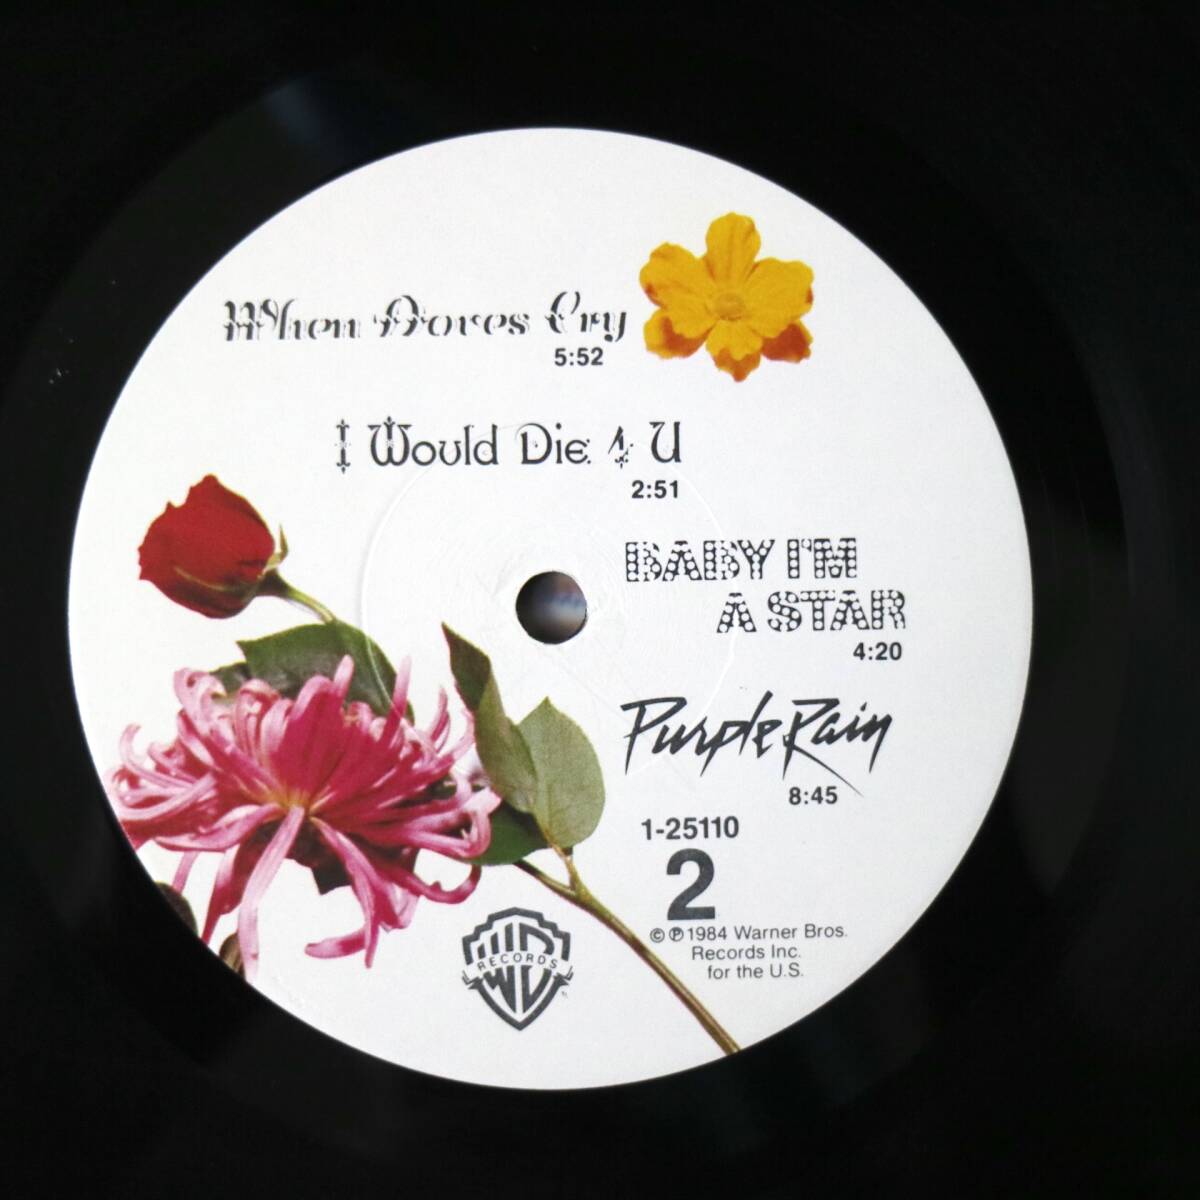 When Doves Cry
5:52
I Would Die 4 U
2:51
BABY I'M
A STAR
4:20
Purple Rain
8:45
1-25110
2
© ℗ 1984 Warner Bros.
Records Inc.
for the U.S.
WB
RECORDS